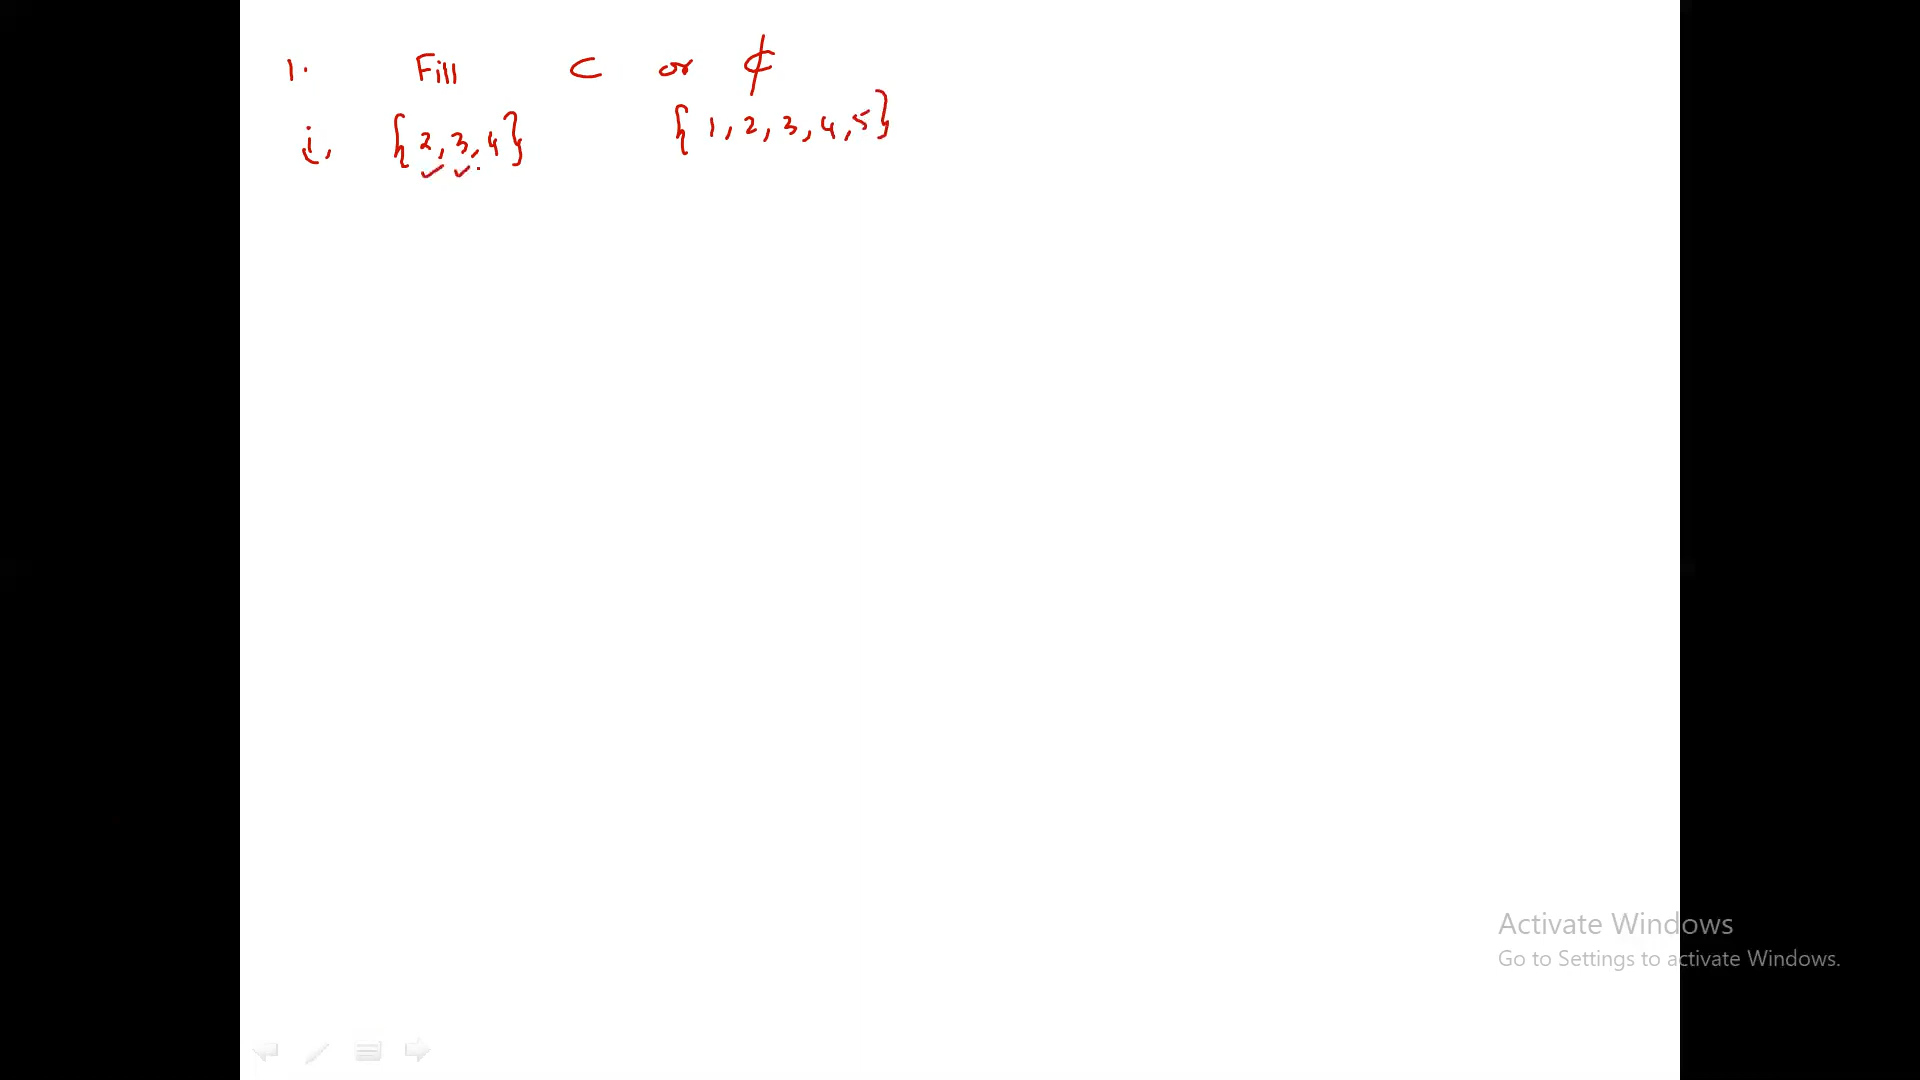 1. Fill ⊂ or ⊄
i, {2,3,4} {1,2,3,4,5}
Activate Windows
Go to Settings to activate Windows.